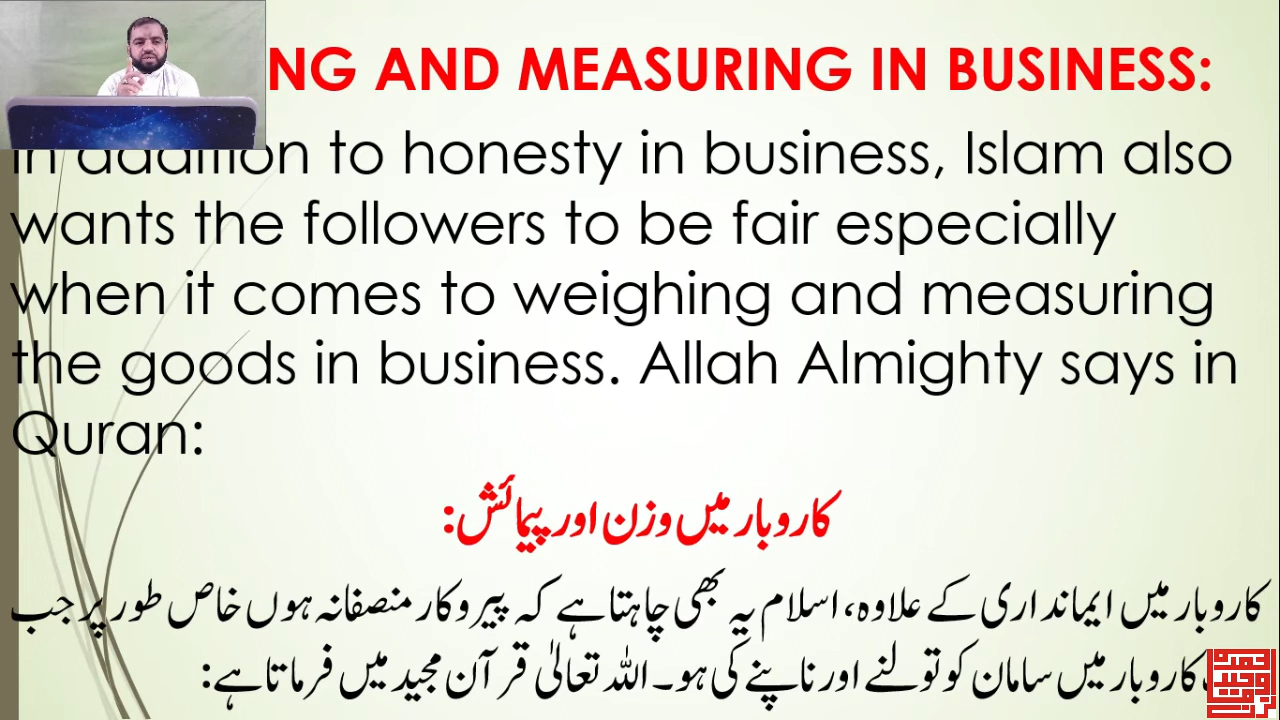 NG AND MEASURING IN BUSINESS:
In addition to honesty in business, Islam also
wants the followers to be fair especially
when it comes to weighing and measuring
the goods in business. Allah Almighty says in
Quran:
کاروبار میں وزن اور پیمائش:
کاروبار میں ایمانداری کے علاوہ، اسلام یہ بھی چاہتا ہے کہ پیروکار منصفانہ ہوں خاص طور پر جب
کاروبار میں سامان کو تولنے اور ناپنے کی ہو۔ اللہ تعالیٰ قرآن مجید میں فرماتا ہے: